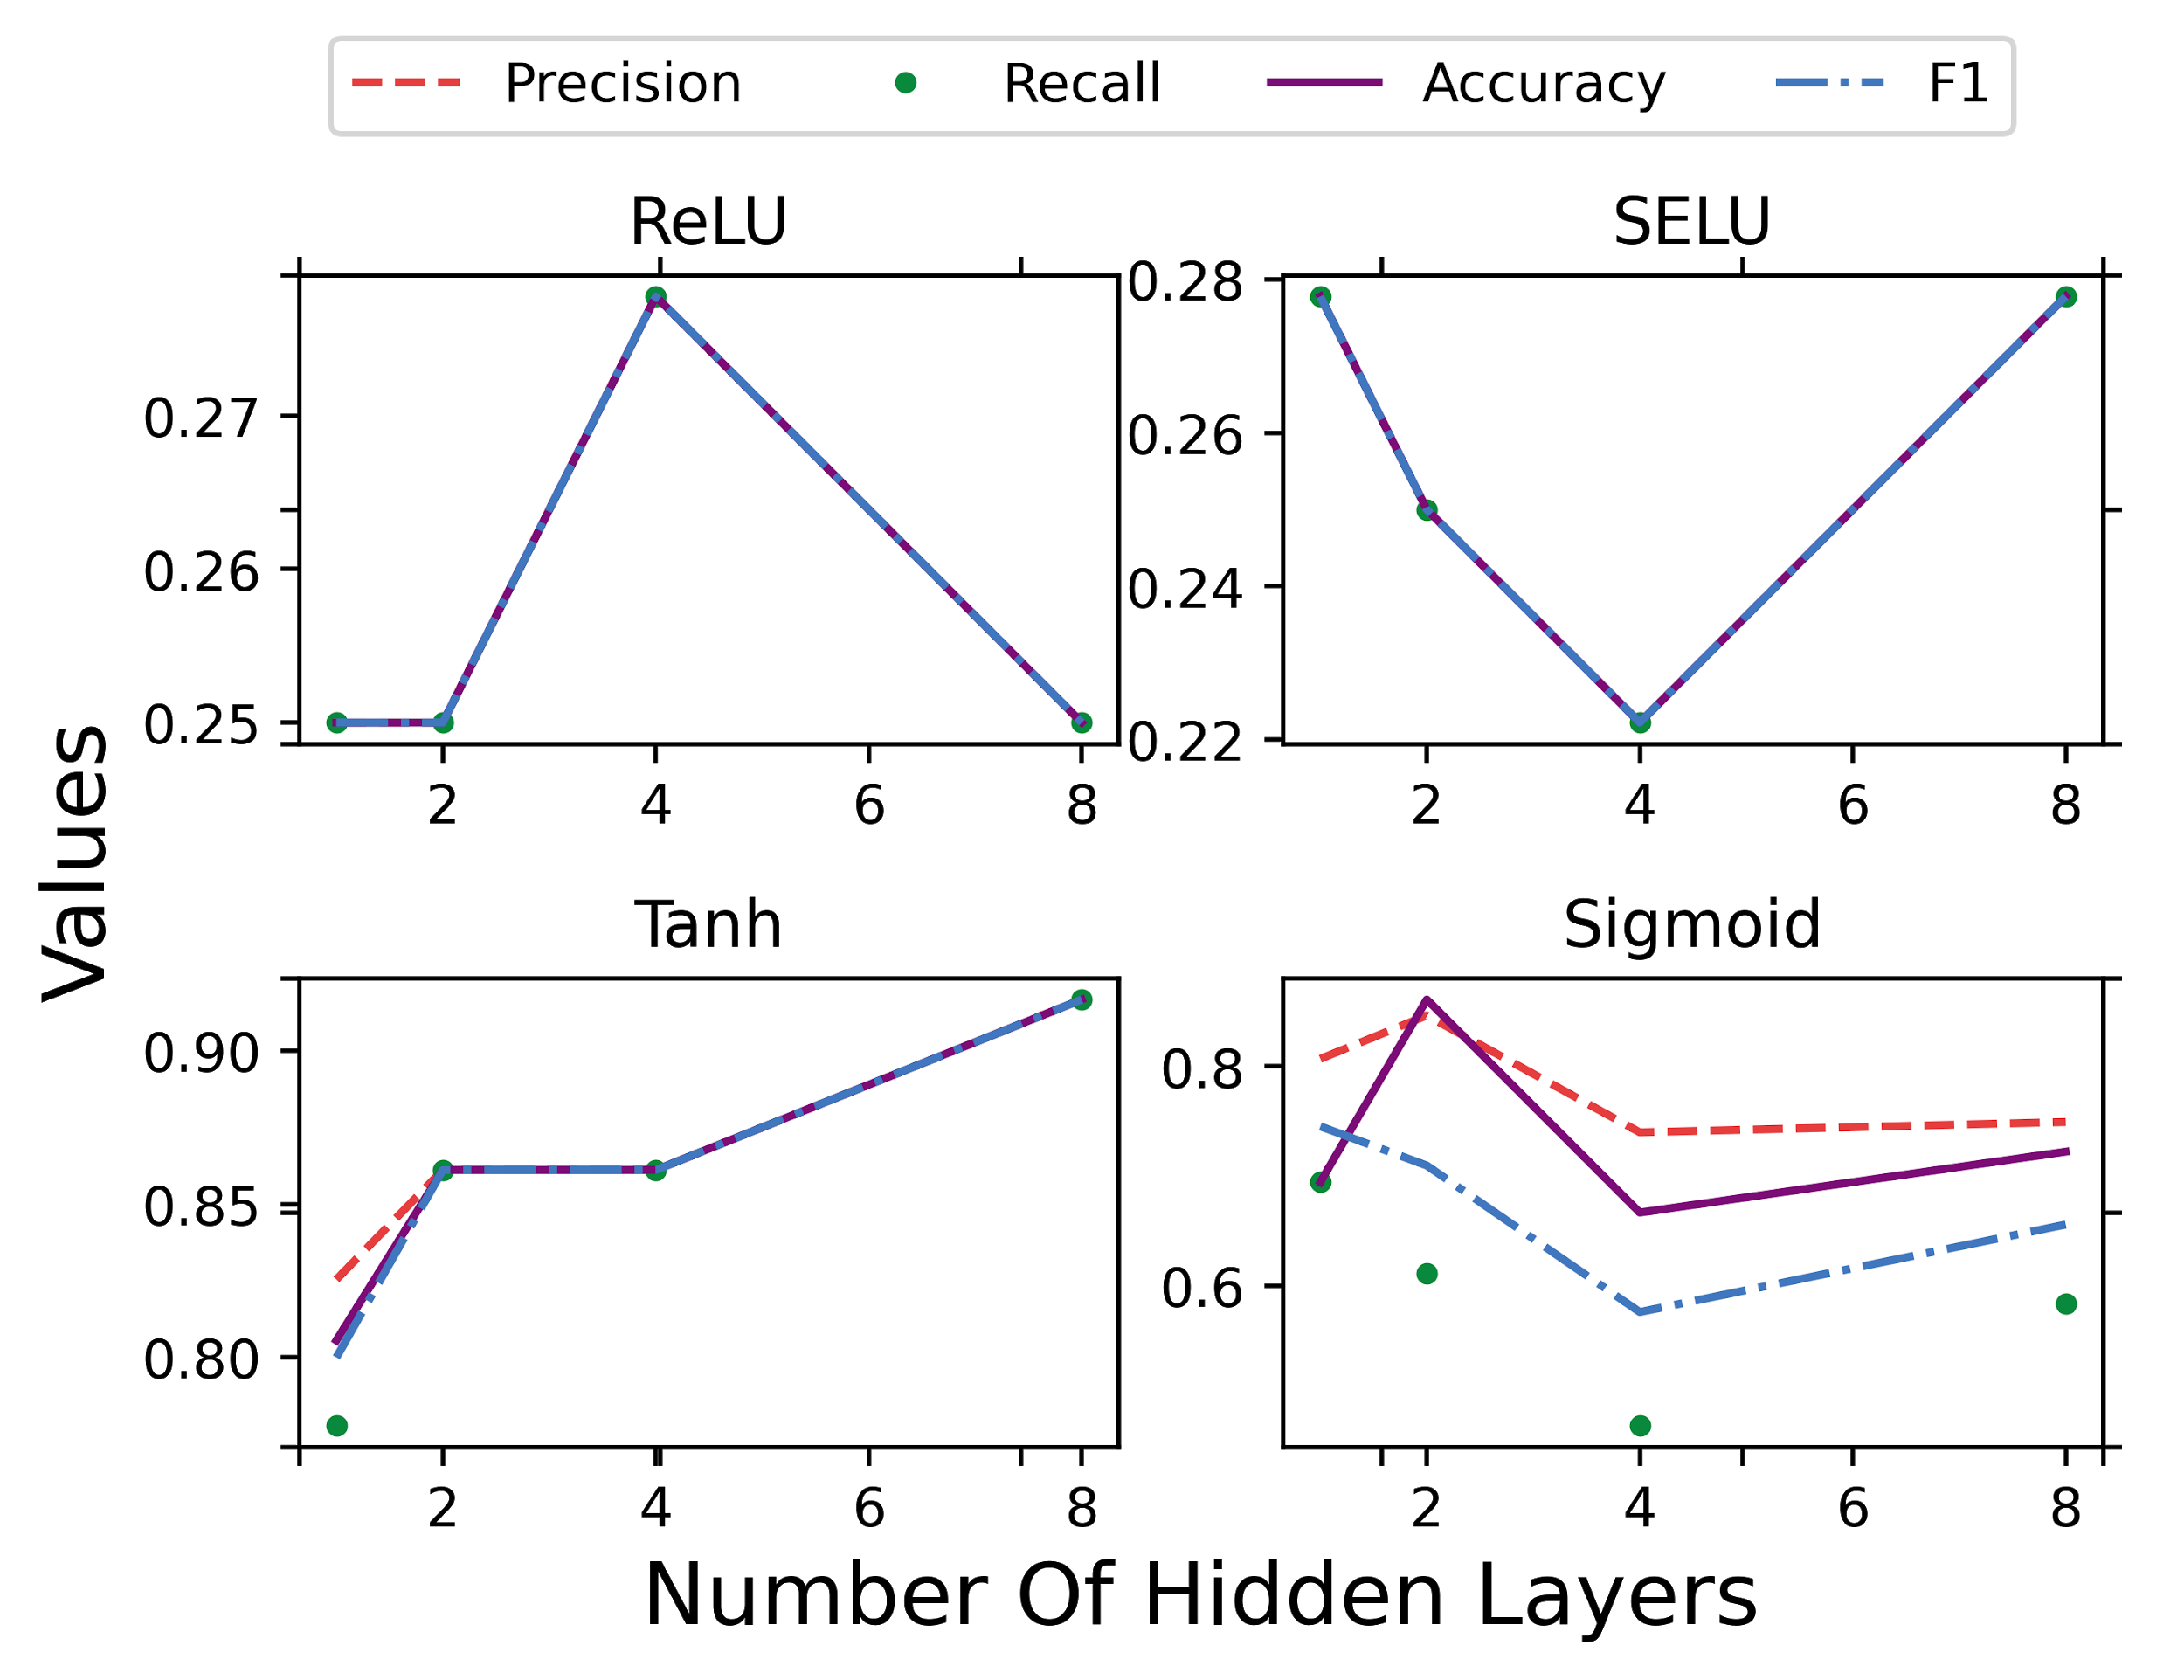 Precision Recall Accuracy F1
ReLU
0.27
0.26
0.25
2 4 6 8
SELU
0.28
0.26
0.24
0.22
2 4 6 8
Values
Tanh
0.90
0.85
0.80
2 4 6 8
Sigmoid
0.8
0.6
2 4 6 8
Number Of Hidden Layers